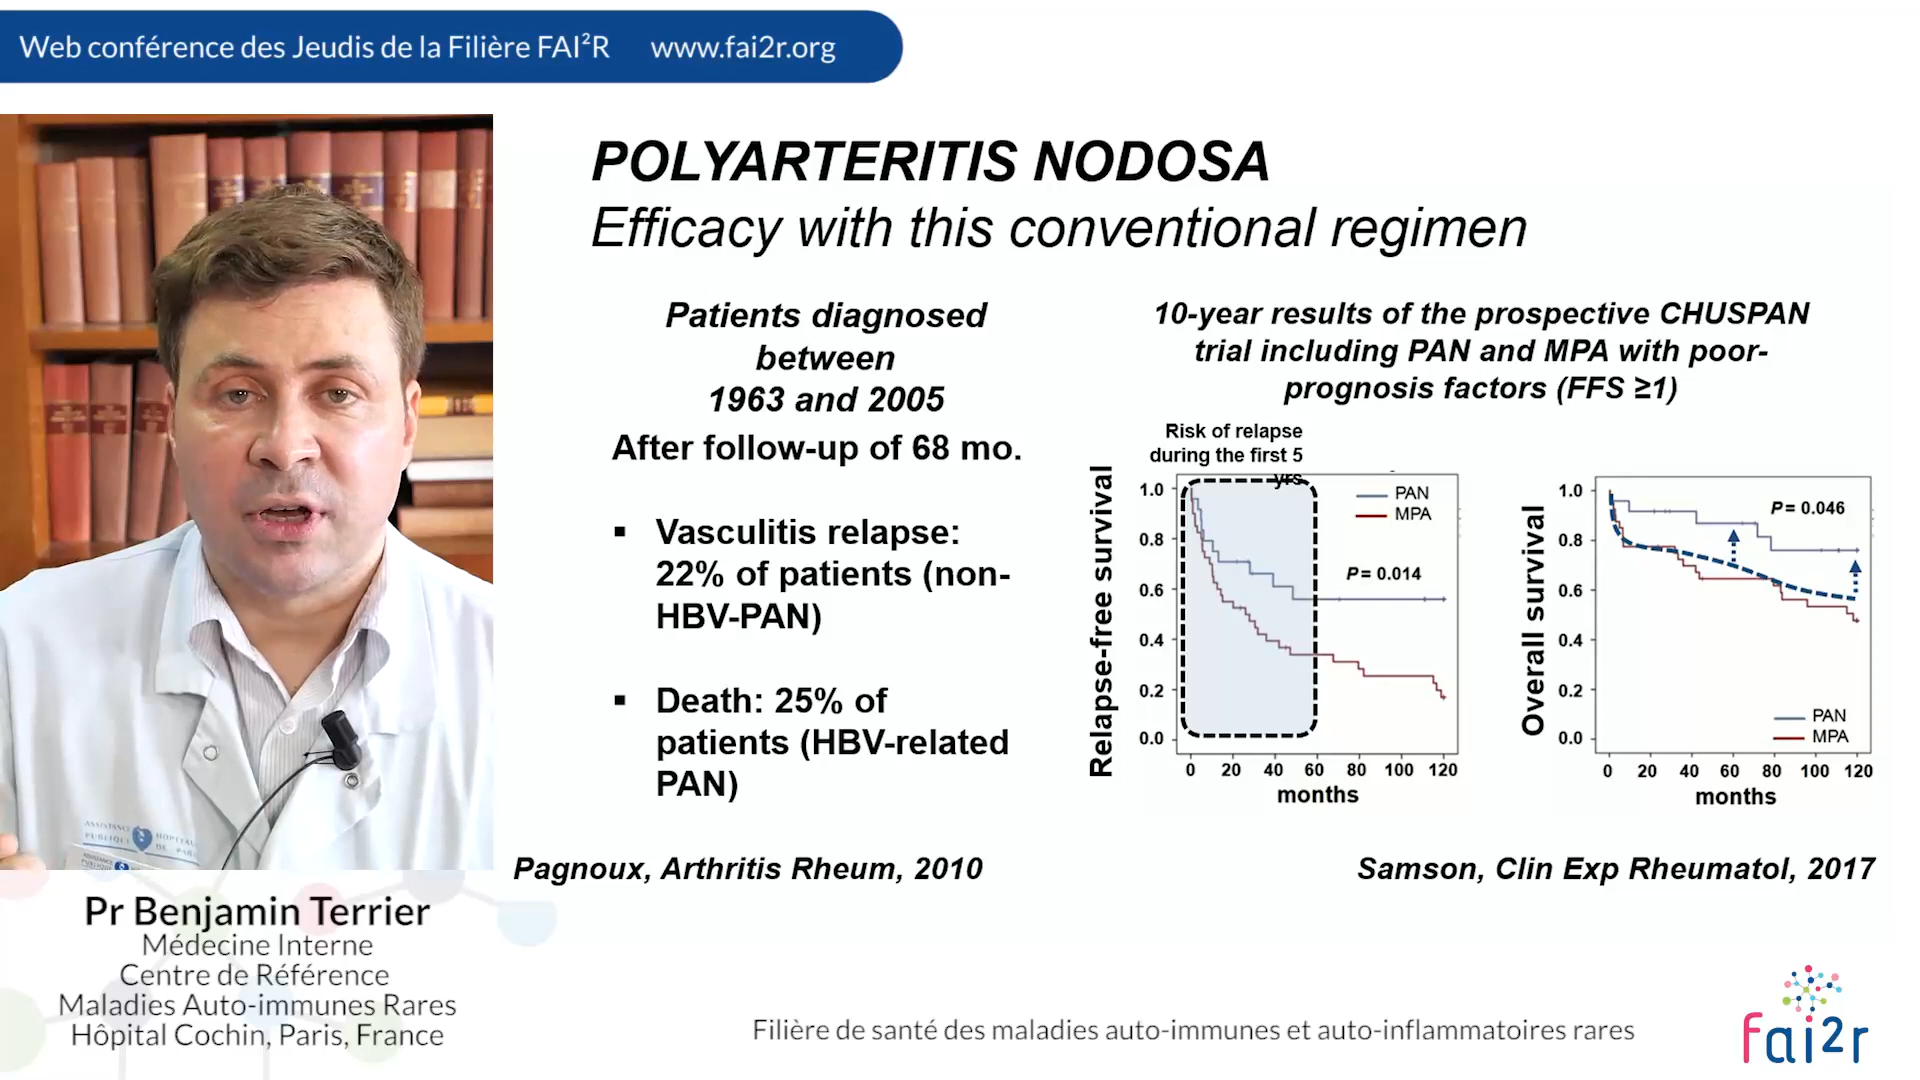 Web conférence des Jeudis de la Filière FAI²R www.fai2r.org
POLYARTERITIS NODOSA
Efficacy with this conventional regimen
Patients diagnosed
between
1963 and 2005
After follow-up of 68 mo.
▪ Vasculitis relapse:
22% of patients (non-
HBV-PAN)
▪ Death: 25% of
patients (HBV-related
PAN)
Pagnoux, Arthritis Rheum, 2010
10-year results of the prospective CHUSPAN
trial including PAN and MPA with poor-
prognosis factors (FFS ≥1)
Risk of relapse
during the first 5
yrs
Relapse-free survival
1.0
0.8
0.6
0.4
0.2
0.0
PAN
MPA
P = 0.014
0 20 40 60 80 100 120
months
Overall survival
1.0
0.8
0.6
0.4
0.2
0.0
P = 0.046
PAN
MPA
0 20 40 60 80 100 120
months
Samson, Clin Exp Rheumatol, 2017
ASSISTANCE
PUBLIQUE
Pr Benjamin Terrier
Médecine Interne
Centre de Référence
Maladies Auto-immunes Rares
Hôpital Cochin, Paris, France
Filière de santé des maladies auto-immunes et auto-inflammatoires rares
fai2r